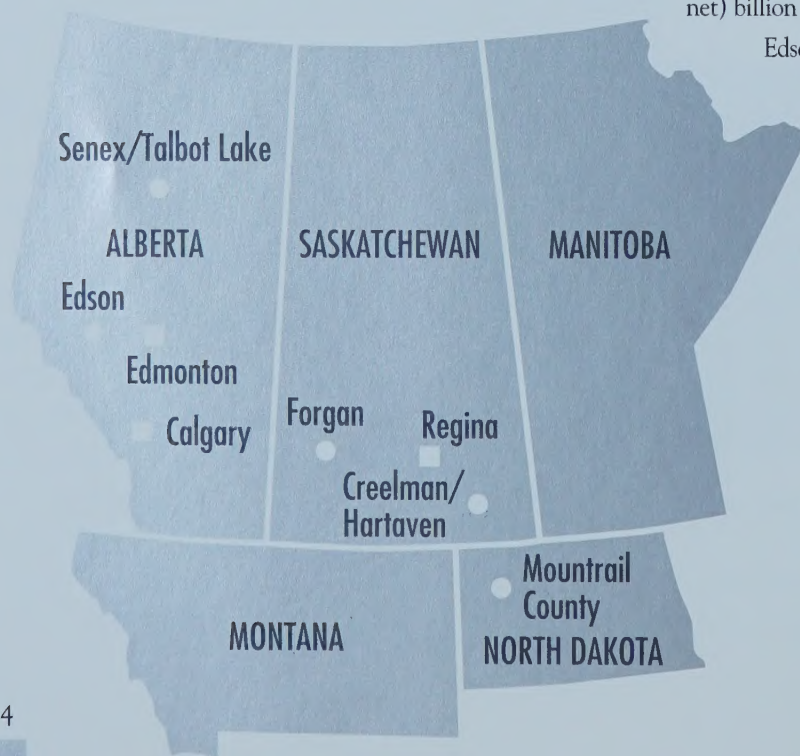 net) billion
Senex/Talbot Lake
ALBERTA
SASKATCHEWAN
MANITOBA
Edson
Edmonton
Calgary
Forgan
Regina
Creelman/
Hartaven
Mountrail
County
MONTANA
NORTH DAKOTA
4